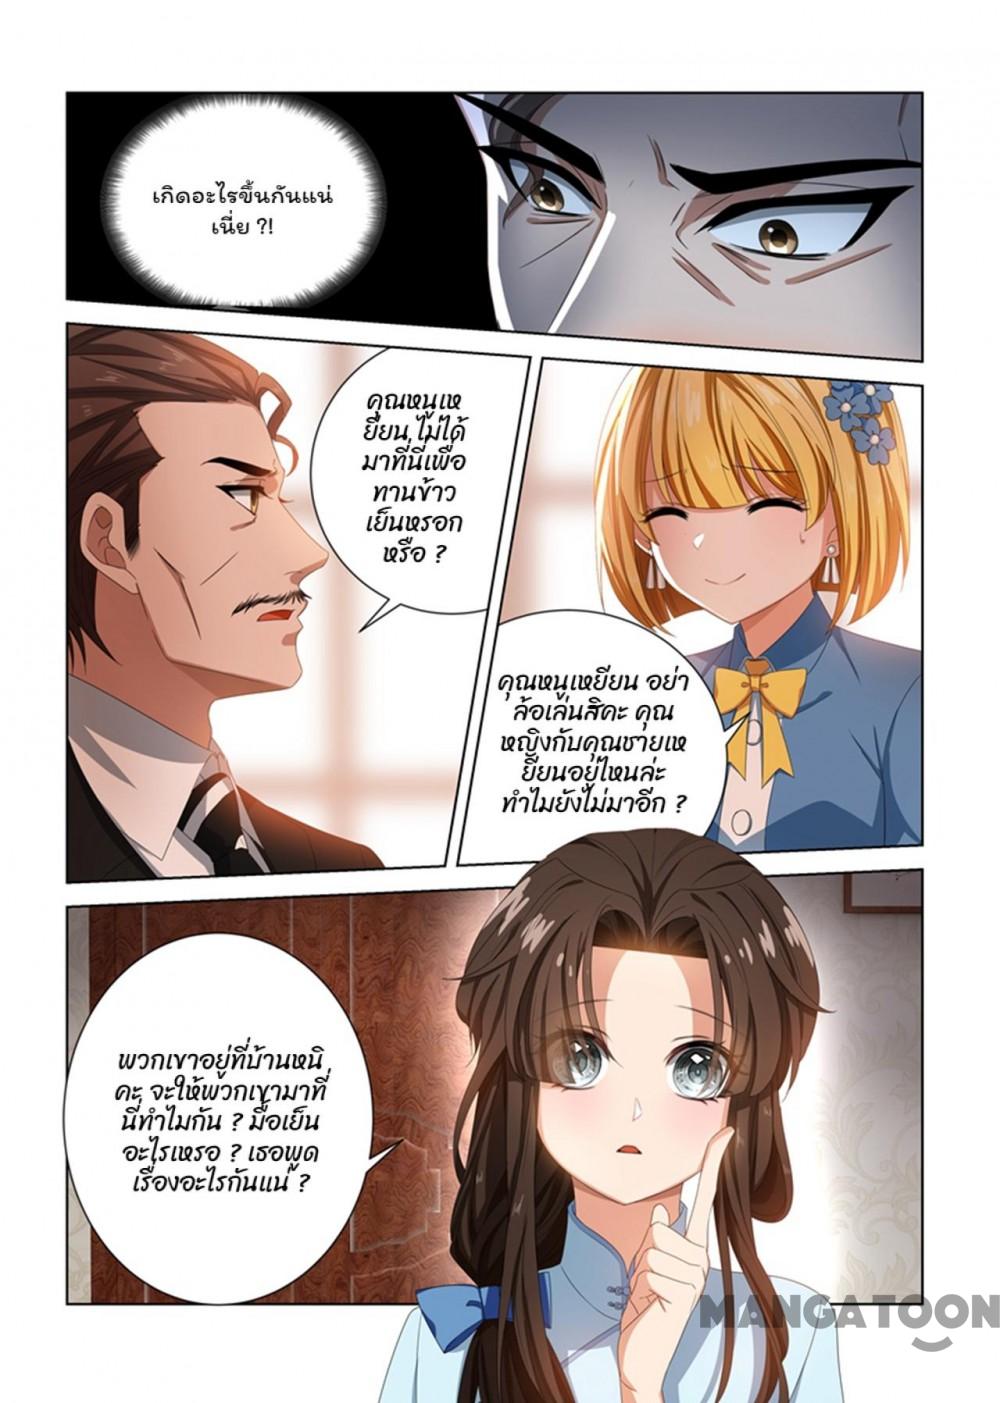 เกิดอะไรขึ้นกันแน่
เนี่ย ?!
คุณหนูเห
ยียน ไม่ได้
มาที่นี่เพื่อ
ทานข้าว
เย็นหรอก
หรือ ?
คุณหนูเหยียน อย่า
ล้อเล่นสิคะ คุณ
หญิงกับคุณชายเห
ยียนอยู่ไหนล่ะ
ทำไมยังไม่มาอีก ?
พวกเขาอยู่ที่บ้านหนิ
คะ จะให้พวกเขามาที่
นี่ทำไมกัน ? มื้อเย็น
อะไรเหรอ ? เธอพูด
เรื่องอะไรกันแน่ ?
MANGATOON